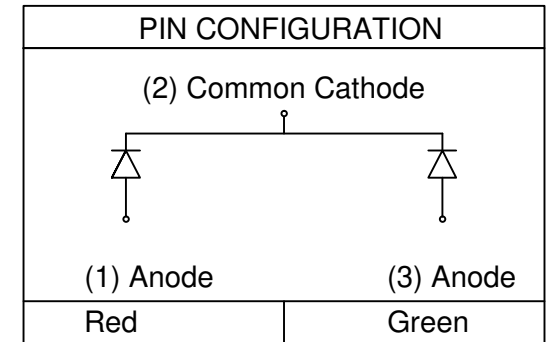 PIN CONFIGURATION
(2) Common Cathode
(1) Anode (3) Anode
Red Green